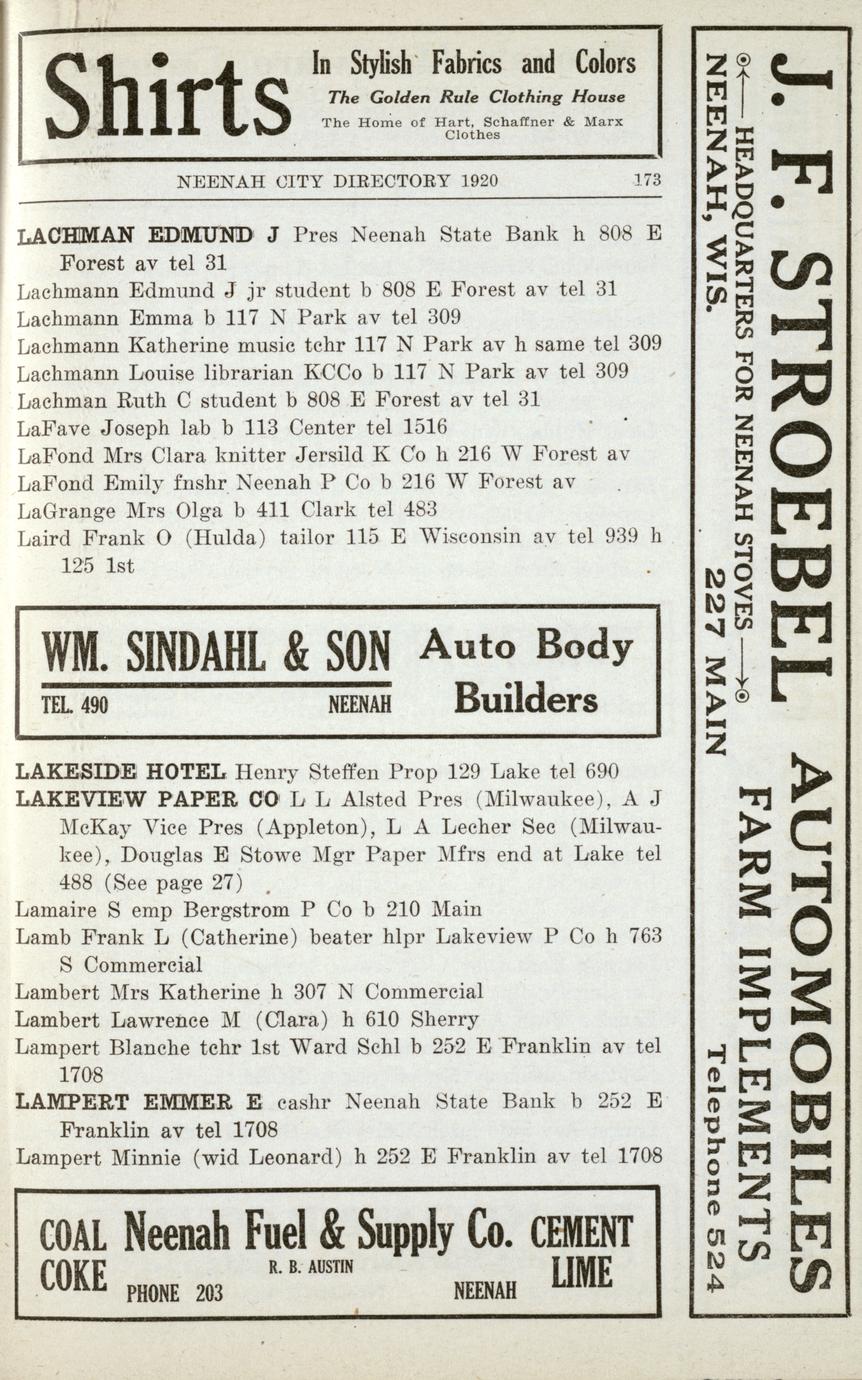 Shirts
In Stylish Fabrics and Colors
The Golden Rule Clothing House
The Home of Hart, Schaffner & Marx
Clothes
NEENAH CITY DIRECTORY 1920 173
LACHMAN EDMUND J Pres Neenah State Bank h 808 E
Forest av tel 31
Lachmann Edmund J jr student b 808 E Forest av tel 31
Lachmann Emma b 117 N Park av tel 309
Lachmann Katherine music tchr 117 N Park av h same tel 309
Lachmann Louise librarian KCCo b 117 N Park av tel 309
Lachman Ruth C student b 808 E Forest av tel 31
LaFave Joseph lab b 113 Center tel 1516
LaFond Mrs Clara knitter Jersild K Co h 216 W Forest av
LaFond Emily fnshr Neenah P Co b 216 W Forest av
LaGrange Mrs Olga b 411 Clark tel 483
Laird Frank O (Hulda) tailor 115 E Wisconsin av tel 939 h
125 1st
WM. SINDAHL & SON
TEL. 490 NEENAH
Auto Body
Builders
LAKESIDE HOTEL Henry Steffen Prop 129 Lake tel 690
LAKEVIEW PAPER CO L L Alsted Pres (Milwaukee), A J
McKay Vice Pres (Appleton), L A Lecher Sec (Milwau-
kee), Douglas E Stowe Mgr Paper Mfrs end at Lake tel
488 (See page 27)
Lamaire S emp Bergstrom P Co b 210 Main
Lamb Frank L (Catherine) beater hlpr Lakeview P Co h 763
S Commercial
Lambert Mrs Katherine h 307 N Commercial
Lambert Lawrence M (Clara) h 610 Sherry
Lampert Blanche tchr 1st Ward Schl b 252 E Franklin av tel
1708
LAMPERT EMMER E cashr Neenah State Bank b 252 E
Franklin av tel 1708
Lampert Minnie (wid Leonard) h 252 E Franklin av tel 1708
COAL
COKE
Neenah Fuel & Supply Co.
R. B. AUSTIN
PHONE 203 NEENAH
CEMENT
LIME
J. F. STROEBEL AUTOMOBILES
HEADQUARTERS FOR NEENAH STOVES FARM IMPLEMENTS
NEENAH, WIS. 227 MAIN Telephone 524